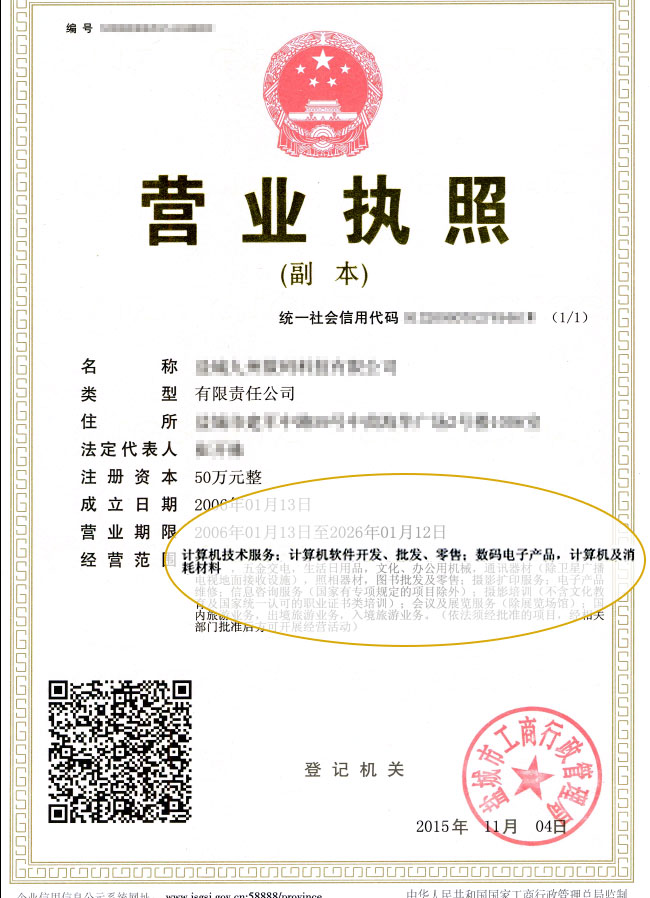 编 号
营业执照
(副 本)
统一社会信用代码 （1/1）
名 称
类 型 有限责任公司
住 所
法定代表人
注 册 资 本 50万元整
成 立 日 期 2006年01月13日
营 业 期 限 2006年01月13日至2026年01月12日
经 营 范 围 计算机技术服务；计算机软件开发、批发、零售；数码电子产品，计算机及消
耗材料
，五金交电，生活日用品，文化、办公用机械，通讯器材（除卫星广播
电视地面接收设施），照相器材，图书批发及零售；摄影扩印服务；电子产品
维修；信息咨询服务（国家有专项规定的项目除外）；摄影培训（不含文化教
育及国家统一认可的职业证书类培训）；会议及展览服务（除展览场馆），
内旅游业务，出境旅游业务，入境旅游业务。（依法须经批准的项目，经相关
部门批准后方可开展经营活动）
登 记 机 关
盐城市工商行政管理局
2015年 11月 04日
企业信用信息公示系统网址 www.jsgsj.gov.cn:58888/province
中华人民共和国国家工商行政管理总局监制